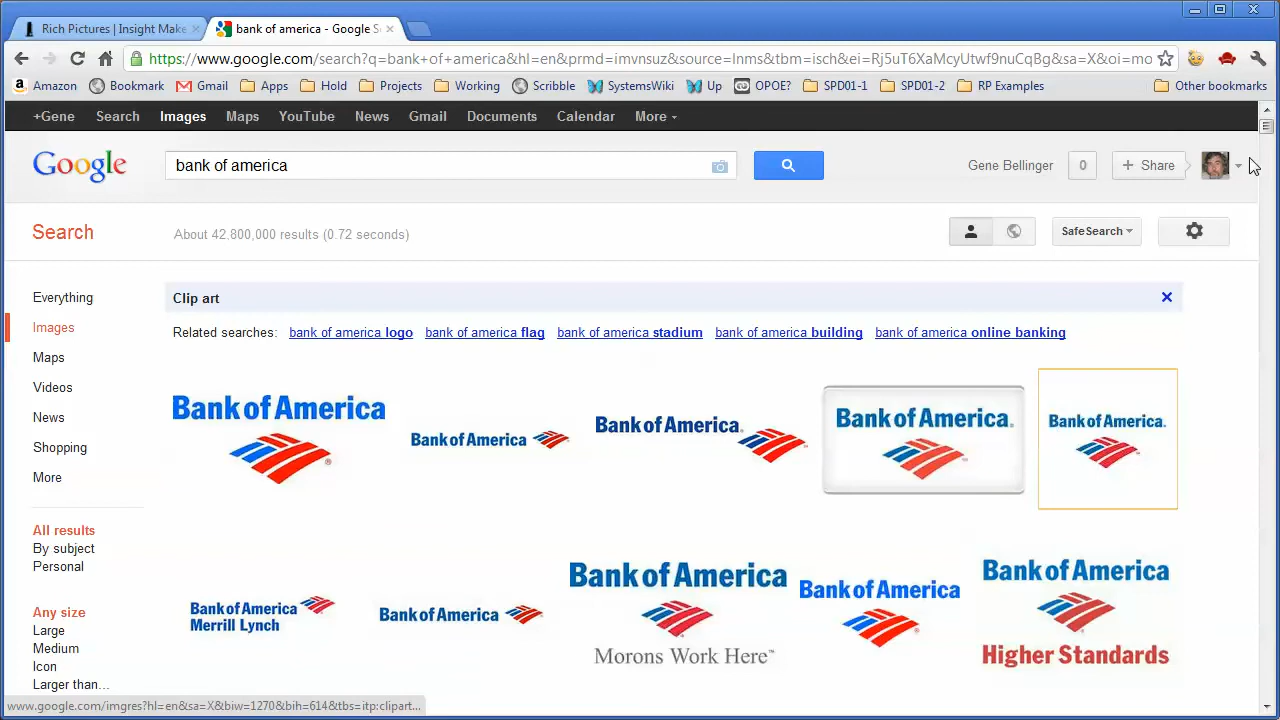 Rich Pictures | Insight Make
bank of america - Google S
https://www.google.com/search?q=bank+of+america&hl=en&prmd=imvnsuz&source=lnms&tbm=isch&ei=Rj5uT6XaMcyUtwf9nuCqBg&sa=X&oi=mo
Amazon Bookmark Gmail Apps Hold Projects Working Scribble SystemsWiki Up OPOE? SPD01-1 SPD01-2 RP Examples Other bookmarks
+Gene Search Images Maps YouTube News Gmail Documents Calendar More
Google bank of america Gene Bellinger 0 + Share
Search About 42,800,000 results (0.72 seconds) SafeSearch
Everything
Images
Maps
Videos
News
Shopping
More
All results
By subject
Personal
Any size
Large
Medium
Icon
Larger than...
Clip art
Related searches: bank of america logo bank of america flag bank of america stadium bank of america building bank of america online banking
Bank of America ®
Bank of America
Bank of America
Bank of America
Bank of America
Bank of America
Merrill Lynch
Bank of America
Bank of America
Morons Work Here™
Bank of America ®
Bank of America
Higher Standards
www.google.com/imgres?hl=en&sa=X&biw=1270&bih=614&tbs=itp:clipart...